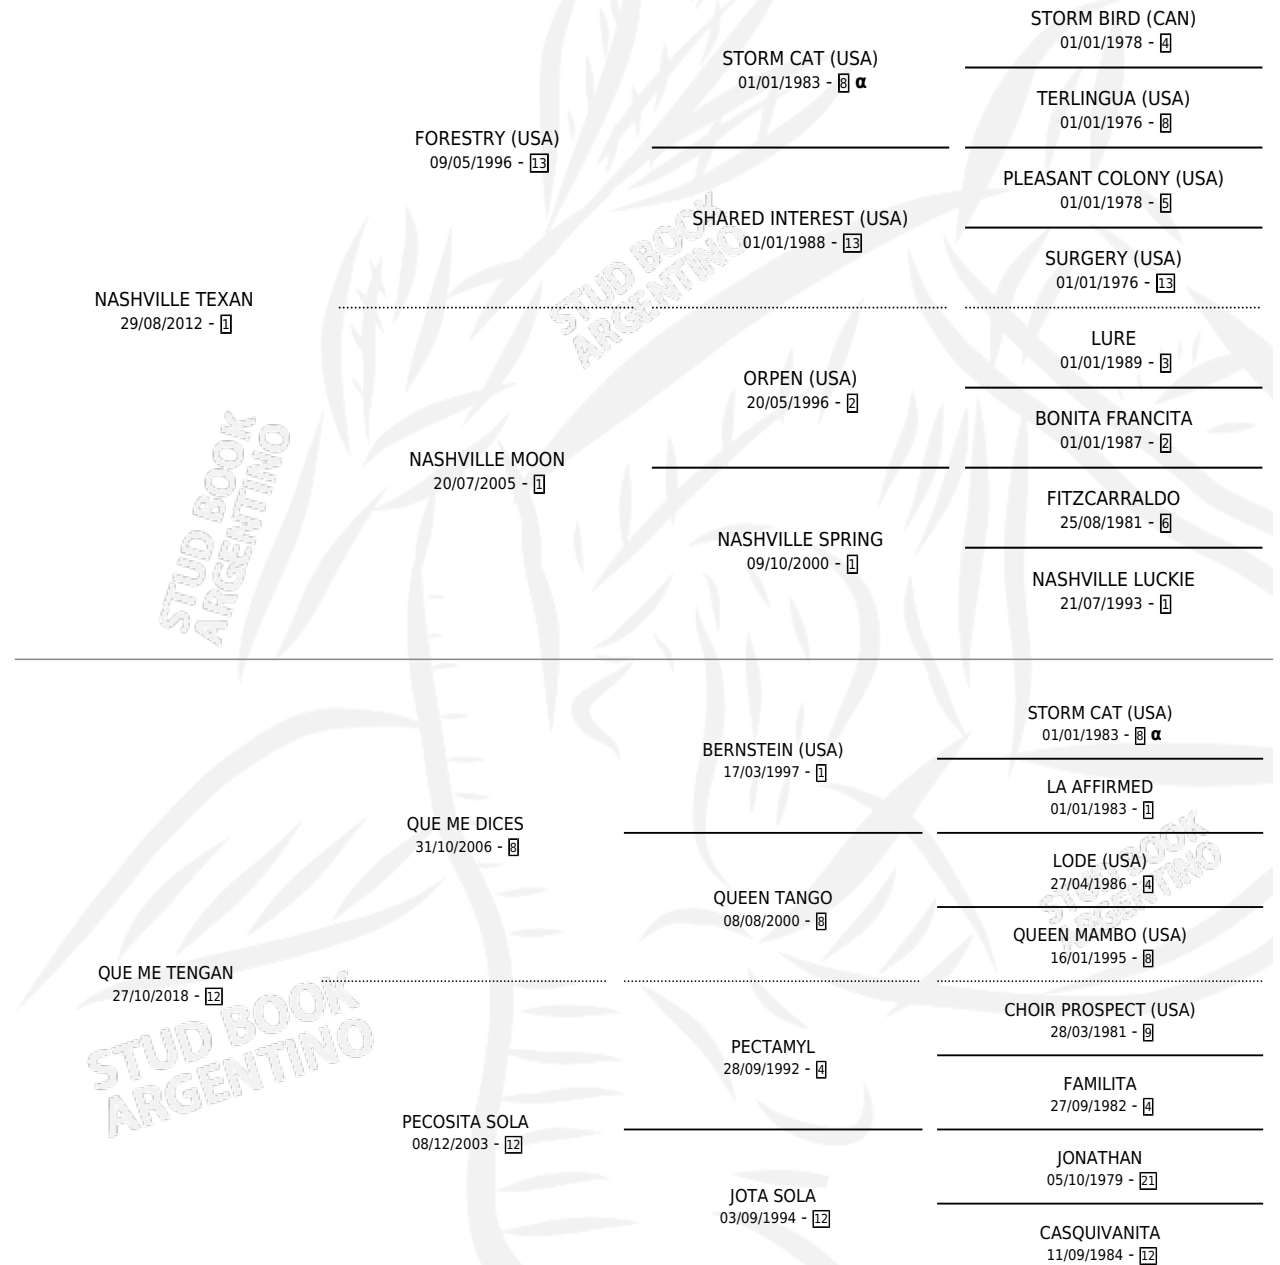 STORM BIRD (CAN)
01/01/1978 - 4
STORM CAT (USA)
01/01/1983 - 8 α
TERLINGUA (USA)
01/01/1976 - 8
FORESTRY (USA)
09/05/1996 - 13
PLEASANT COLONY (USA)
01/01/1978 - 5
SHARED INTEREST (USA)
01/01/1988 - 13
SURGERY (USA)
01/01/1976 - 13
NASHVILLE TEXAN
29/08/2012 - 1
LURE
01/01/1989 - 3
ORPEN (USA)
20/05/1996 - 2
BONITA FRANCITA
01/01/1987 - 2
NASHVILLE MOON
20/07/2005 - 1
FITZCARRALDO
25/08/1981 - 6
NASHVILLE SPRING
09/10/2000 - 1
NASHVILLE LUCKIE
21/07/1993 - 1
STORM CAT (USA)
01/01/1983 - 8 α
BERNSTEIN (USA)
17/03/1997 - 1
LA AFFIRMED
01/01/1983 - 1
QUE ME DICES
31/10/2006 - 8
LODE (USA)
27/04/1986 - 4
QUEEN TANGO
08/08/2000 - 8
QUEEN MAMBO (USA)
16/01/1995 - 8
QUE ME TENGAN
27/10/2018 - 12
CHOIR PROSPECT (USA)
28/03/1981 - 9
PECTAMYL
28/09/1992 - 4
FAMILITA
27/09/1982 - 4
PECOSITA SOLA
08/12/2003 - 12
JONATHAN
05/10/1979 - 21
JOTA SOLA
03/09/1994 - 12
CASQUIVANITA
11/09/1984 - 12
STUD BOOK
ARGENTINO
STUD BOOK
ARGENTINO
STUD BOOK
ARGENTINO
STUD BOOK
ARGENTINO